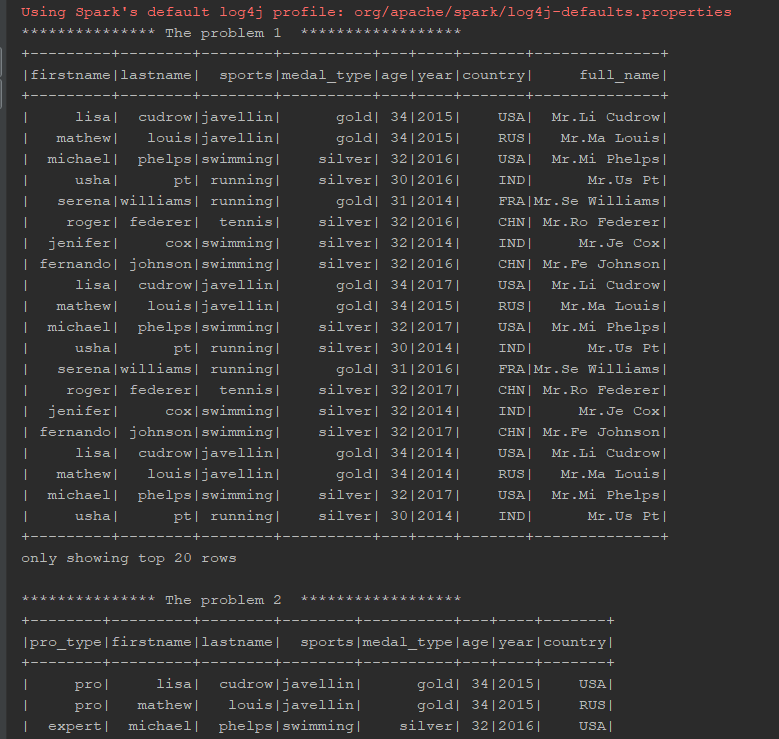 Using Spark's default log4j profile: org/apache/spark/log4j-defaults.properties
*************** The problem 1  ******************
+---------+--------+--------+----------+---+----+-------+--------------+
|firstname|lastname|  sports|medal_type|age|year|country|     full_name|
+---------+--------+--------+----------+---+----+-------+--------------+
|     lisa|  cudrow|javellin|      gold| 34|2015|    USA|  Mr.Li Cudrow|
|   mathew|   louis|javellin|      gold| 34|2015|    RUS|   Mr.Ma Louis|
|  michael|  phelps|swimming|    silver| 32|2016|    USA|  Mr.Mi Phelps|
|     usha|      pt| running|    silver| 30|2016|    IND|      Mr.Us Pt|
|   serena|williams| running|      gold| 31|2014|    FRA|Mr.Se Williams|
|    roger| federer|  tennis|    silver| 32|2016|    CHN| Mr.Ro Federer|
|  jenifer|     cox|swimming|    silver| 32|2014|    IND|     Mr.Je Cox|
| fernando| johnson|swimming|    silver| 32|2016|    CHN| Mr.Fe Johnson|
|     lisa|  cudrow|javellin|      gold| 34|2017|    USA|  Mr.Li Cudrow|
|   mathew|   louis|javellin|      gold| 34|2015|    RUS|   Mr.Ma Louis|
|  michael|  phelps|swimming|    silver| 32|2017|    USA|  Mr.Mi Phelps|
|     usha|      pt| running|    silver| 30|2014|    IND|      Mr.Us Pt|
|   serena|williams| running|      gold| 31|2016|    FRA|Mr.Se Williams|
|    roger| federer|  tennis|    silver| 32|2017|    CHN| Mr.Ro Federer|
|  jenifer|     cox|swimming|    silver| 32|2014|    IND|     Mr.Je Cox|
| fernando| johnson|swimming|    silver| 32|2017|    CHN| Mr.Fe Johnson|
|     lisa|  cudrow|javellin|      gold| 34|2014|    USA|  Mr.Li Cudrow|
|   mathew|   louis|javellin|      gold| 34|2014|    RUS|   Mr.Ma Louis|
|  michael|  phelps|swimming|    silver| 32|2017|    USA|  Mr.Mi Phelps|
|     usha|      pt| running|    silver| 30|2014|    IND|      Mr.Us Pt|
+---------+--------+--------+----------+---+----+-------+--------------+
only showing top 20 rows
*************** The problem 2  ******************
+--------+---------+--------+--------+----------+---+----+-------+
|pro_type|firstname|lastname|  sports|medal_type|age|year|country|
+--------+---------+--------+--------+----------+---+----+-------+
|     pro|     lisa|  cudrow|javellin|      gold| 34|2015|    USA|
|     pro|   mathew|   louis|javellin|      gold| 34|2015|    RUS|
|  expert|  michael|  phelps|swimming|    silver| 32|2016|    USA|